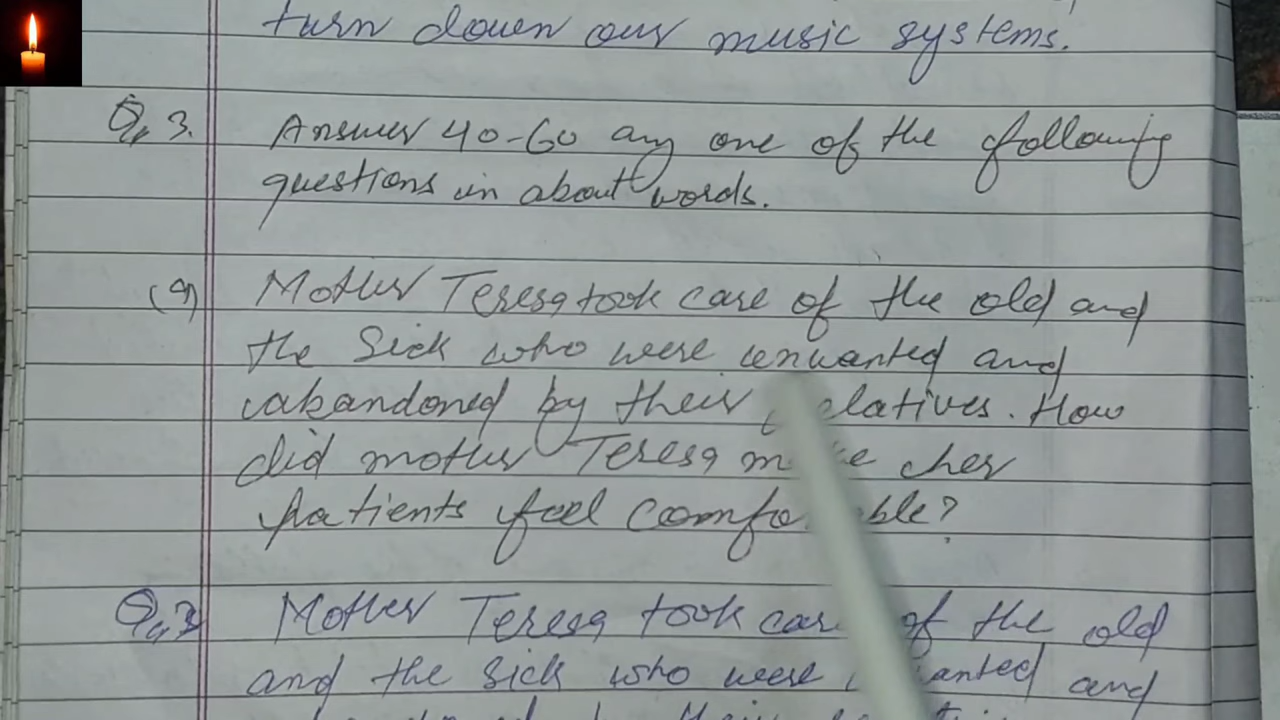 turn down our music systems.
Q. 3. Answer 40-60 any one of the following
questions in about words.
(a) Mother Teresa took care of the old and
the Sick who were unwanted and
abandoned by their relatives. How
did mother Teresa make her
patients feel comfortable?
Q. 3 Mother Teresa took care of the old
and the Sick who were unwanted and